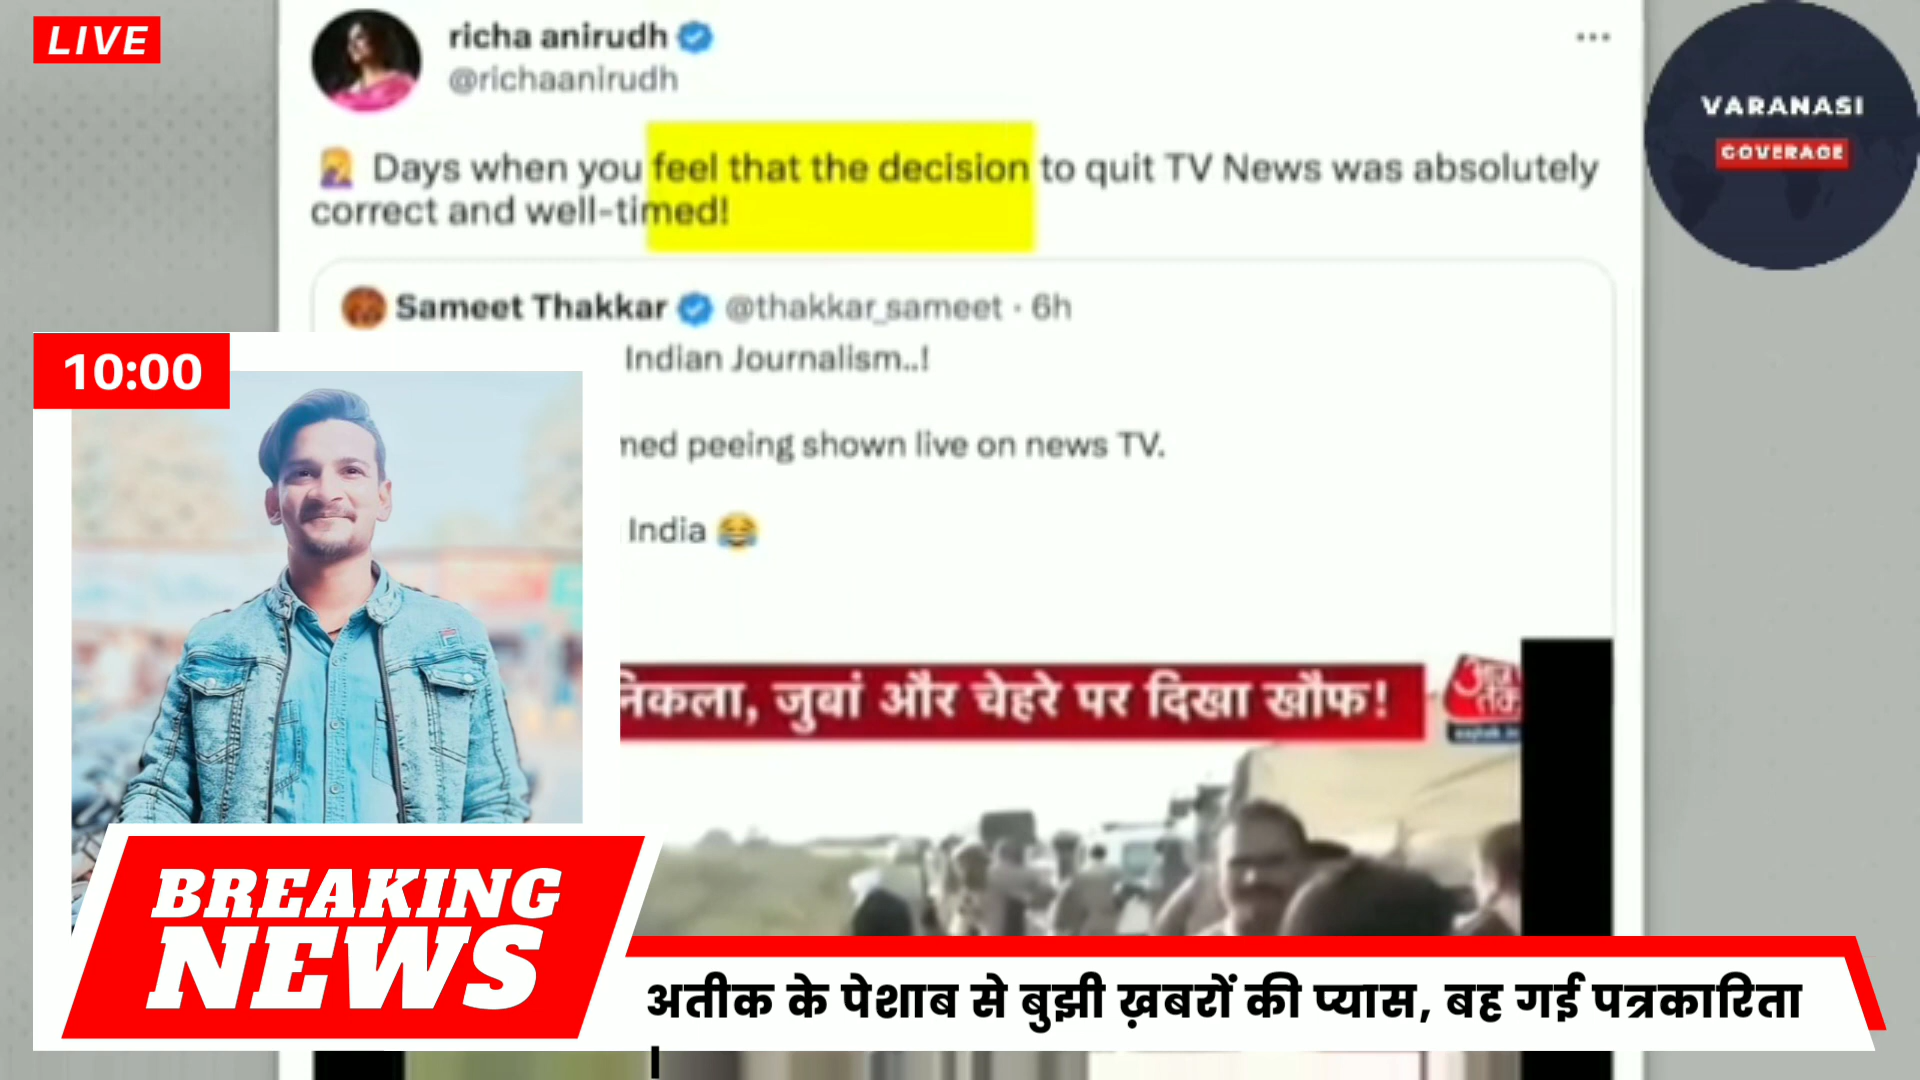 LIVE
richa anirudh
@richaanirudh
🤦‍♀️ Days when you feel that the decision to quit TV News was absolutely
correct and well-timed!
VARANASI
COVERAGE
Sameet Thakkar @thakkar_sameet · 6h
Indian Journalism..!
peeing shown live on news TV.
India 😂
10:00
जुबां और चेहरे पर दिखा खौफ!
आज
तक
BREAKING
NEWS
अतीक के पेशाब से बुझी ख़बरों की प्यास, बह गई पत्रकारिता
|